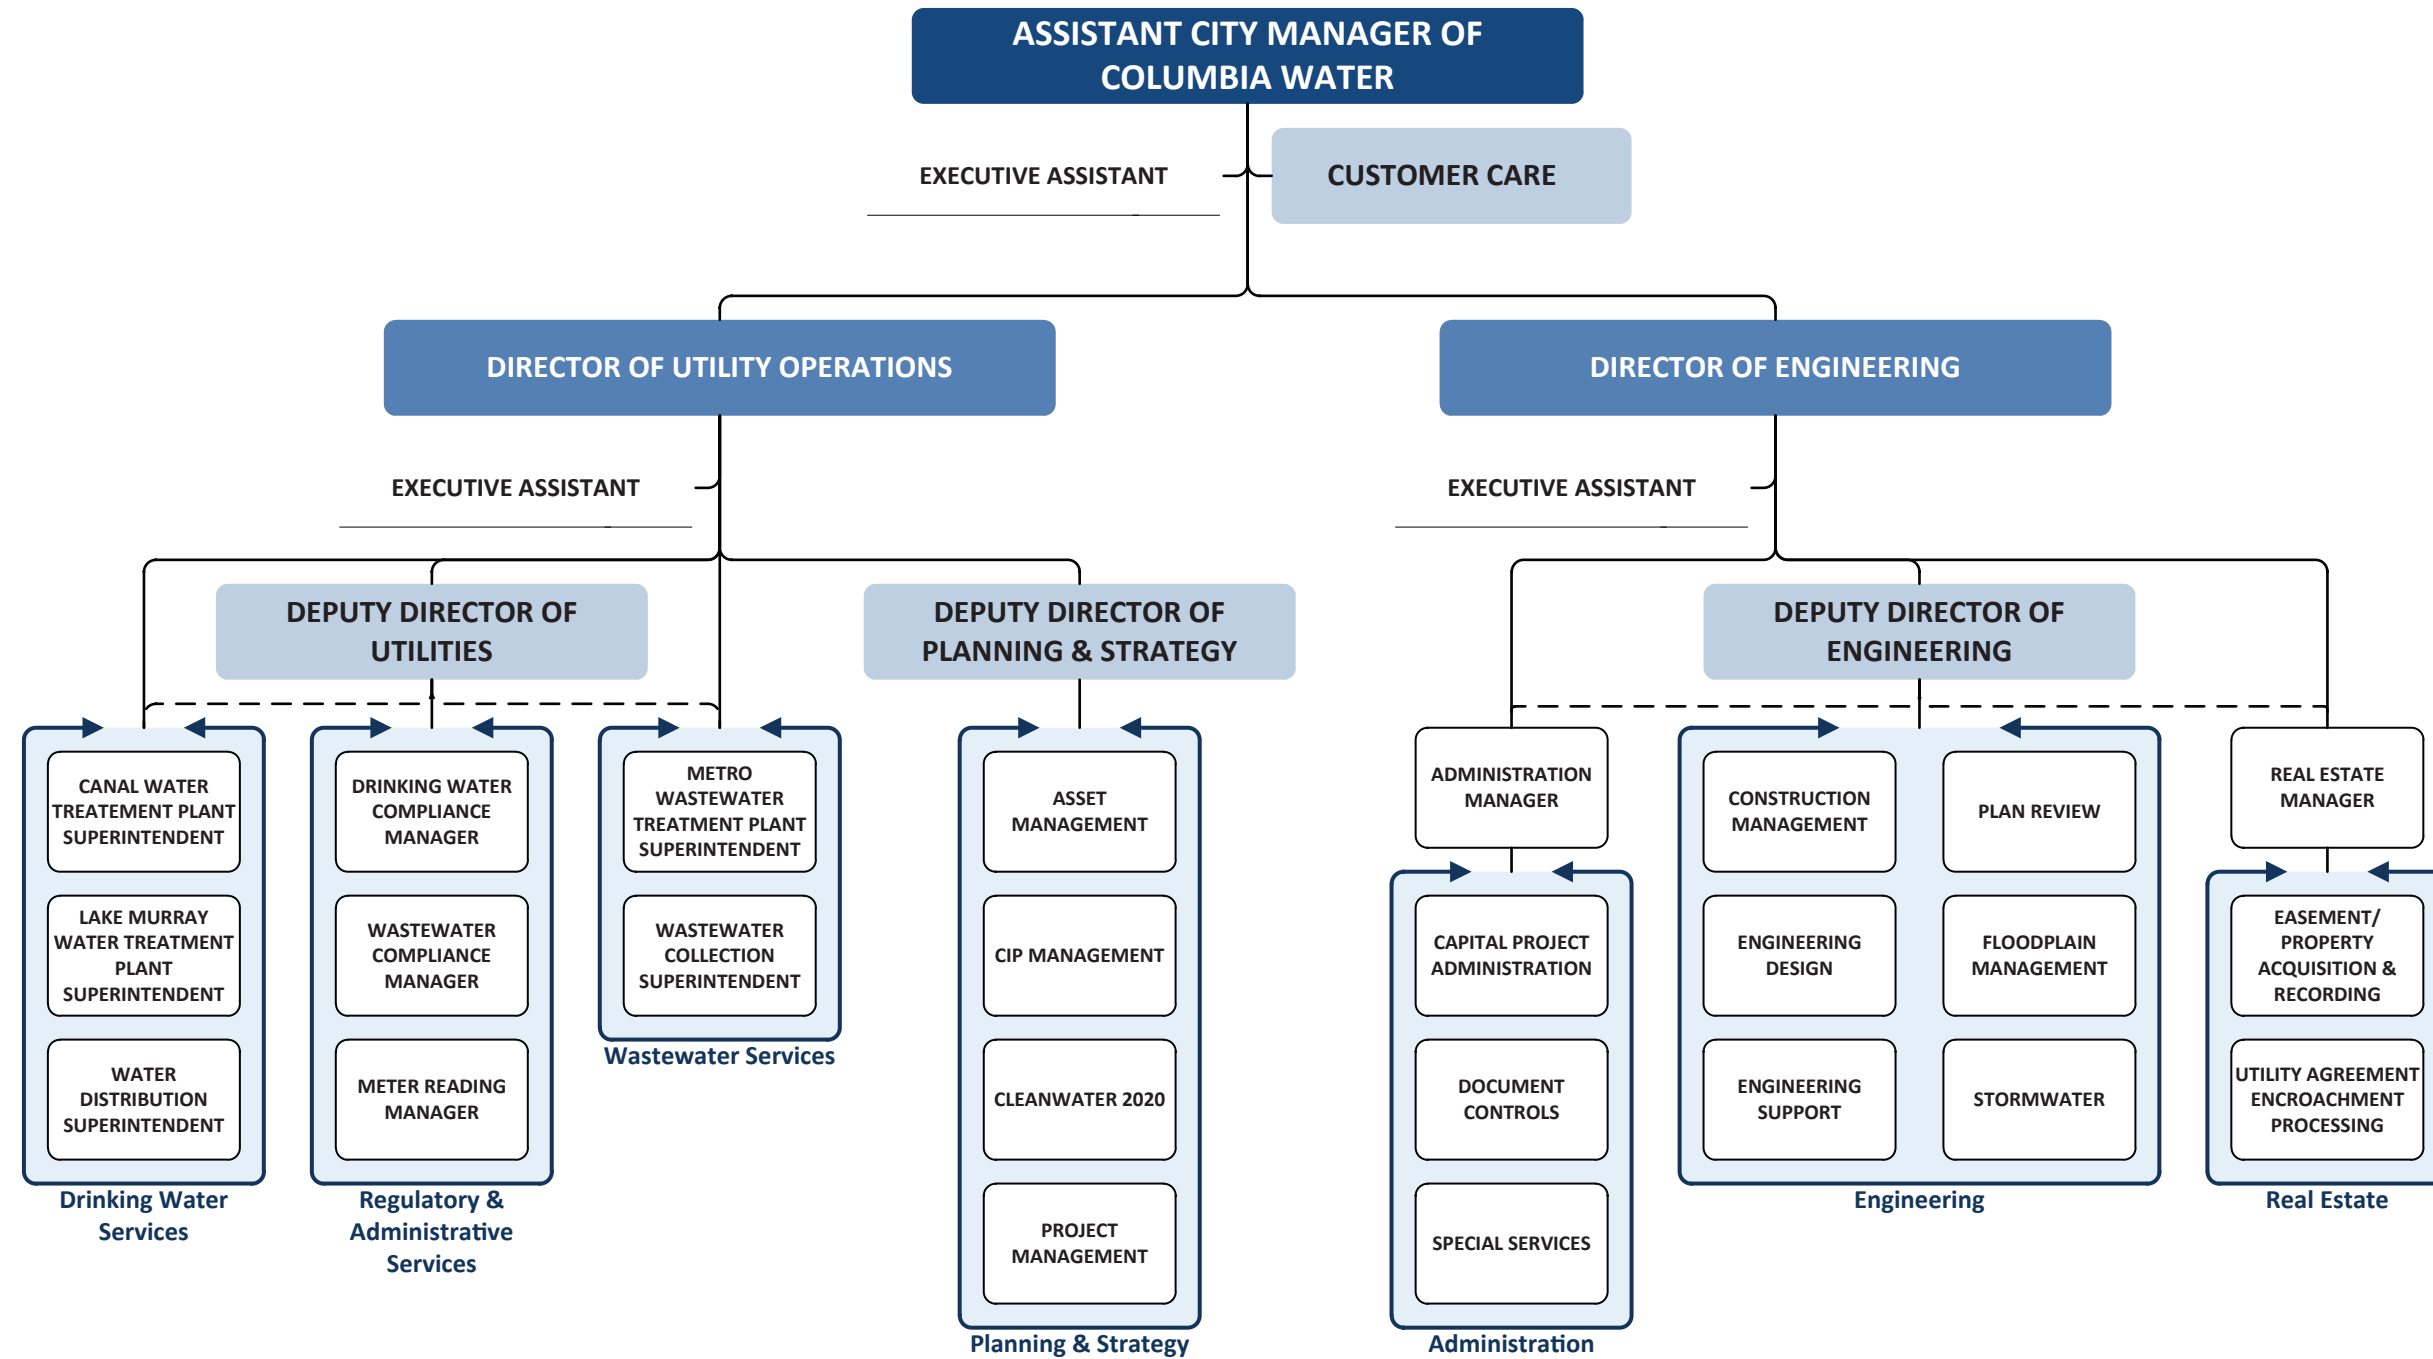 ASSISTANT CITY MANAGER OF
COLUMBIA WATER
EXECUTIVE ASSISTANT
CUSTOMER CARE
DIRECTOR OF UTILITY OPERATIONS
DIRECTOR OF ENGINEERING
EXECUTIVE ASSISTANT
EXECUTIVE ASSISTANT
DEPUTY DIRECTOR OF
UTILITIES
DEPUTY DIRECTOR OF
PLANNING & STRATEGY
DEPUTY DIRECTOR OF
ENGINEERING
CANAL WATER
TREATEMENT PLANT
SUPERINTENDENT
LAKE MURRAY
WATER TREATMENT
PLANT
SUPERINTENDENT
WATER
DISTRIBUTION
SUPERINTENDENT
Drinking Water
Services
DRINKING WATER
COMPLIANCE
MANAGER
WASTEWATER
COMPLIANCE
MANAGER
METER READING
MANAGER
Regulatory &
Administrative
Services
METRO
WASTEWATER
TREATMENT PLANT
SUPERINTENDENT
WASTEWATER
COLLECTION
SUPERINTENDENT
Wastewater Services
ASSET
MANAGEMENT
CIP MANAGEMENT
CLEANWATER 2020
PROJECT
MANAGEMENT
Planning & Strategy
ADMINISTRATION
MANAGER
CAPITAL PROJECT
ADMINISTRATION
DOCUMENT
CONTROLS
SPECIAL SERVICES
Administration
CONSTRUCTION
MANAGEMENT
PLAN REVIEW
ENGINEERING
DESIGN
FLOODPLAIN
MANAGEMENT
ENGINEERING
SUPPORT
STORMWATER
Engineering
REAL ESTATE
MANAGER
EASEMENT/
PROPERTY
ACQUISITION &
RECORDING
UTILITY AGREEMENT
ENCROACHMENT
PROCESSING
Real Estate